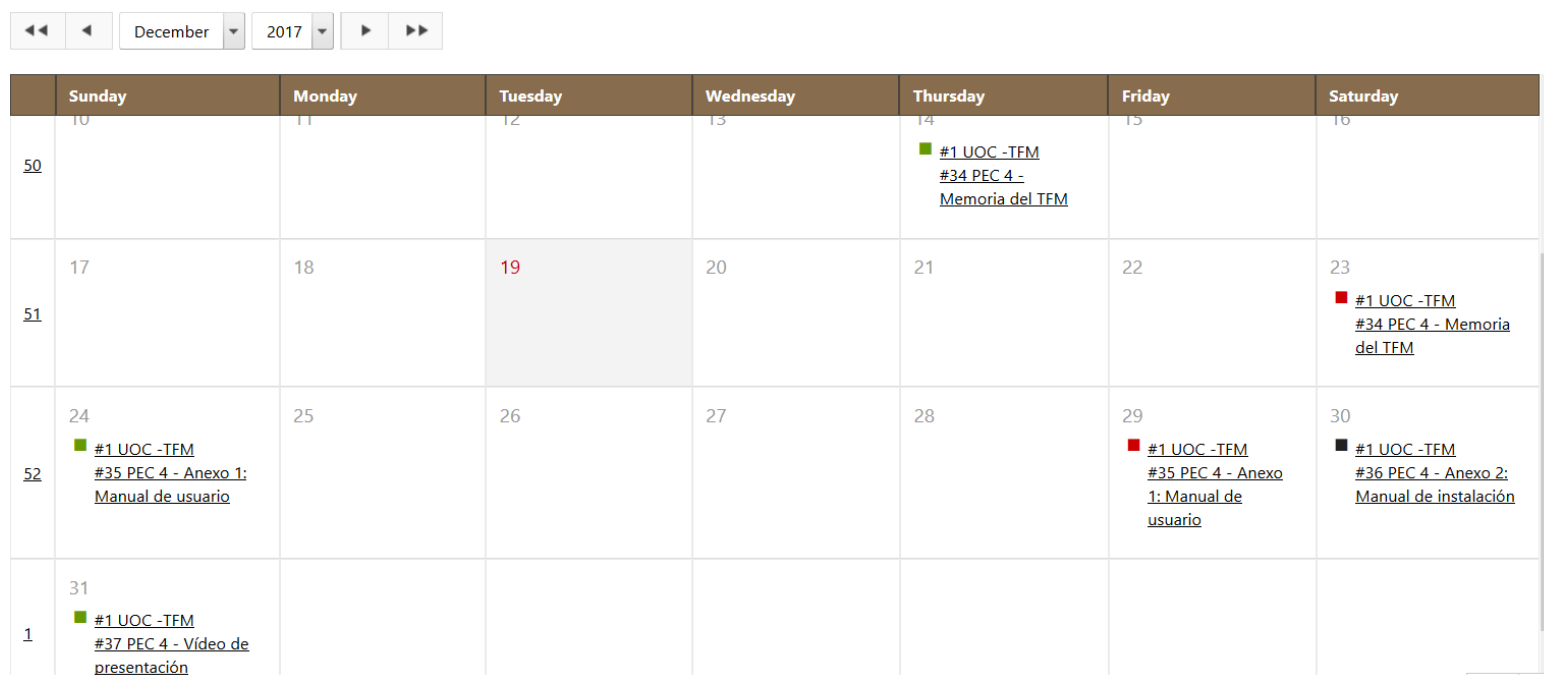 December 2017
Sunday Monday Tuesday Wednesday Thursday Friday Saturday
10 11 12 13 14 15 16
50
#1 UOC -TFM
#34 PEC 4 -
Memoria del TFM
17 18 19 20 21 22 23
51
#1 UOC -TFM
#34 PEC 4 - Memoria
del TFM
24 25 26 27 28 29 30
52
#1 UOC -TFM
#35 PEC 4 - Anexo 1:
Manual de usuario
#1 UOC -TFM
#35 PEC 4 - Anexo
1: Manual de
usuario
#1 UOC -TFM
#36 PEC 4 - Anexo 2:
Manual de instalación
31
1
#1 UOC -TFM
#37 PEC 4 - Vídeo de
presentación